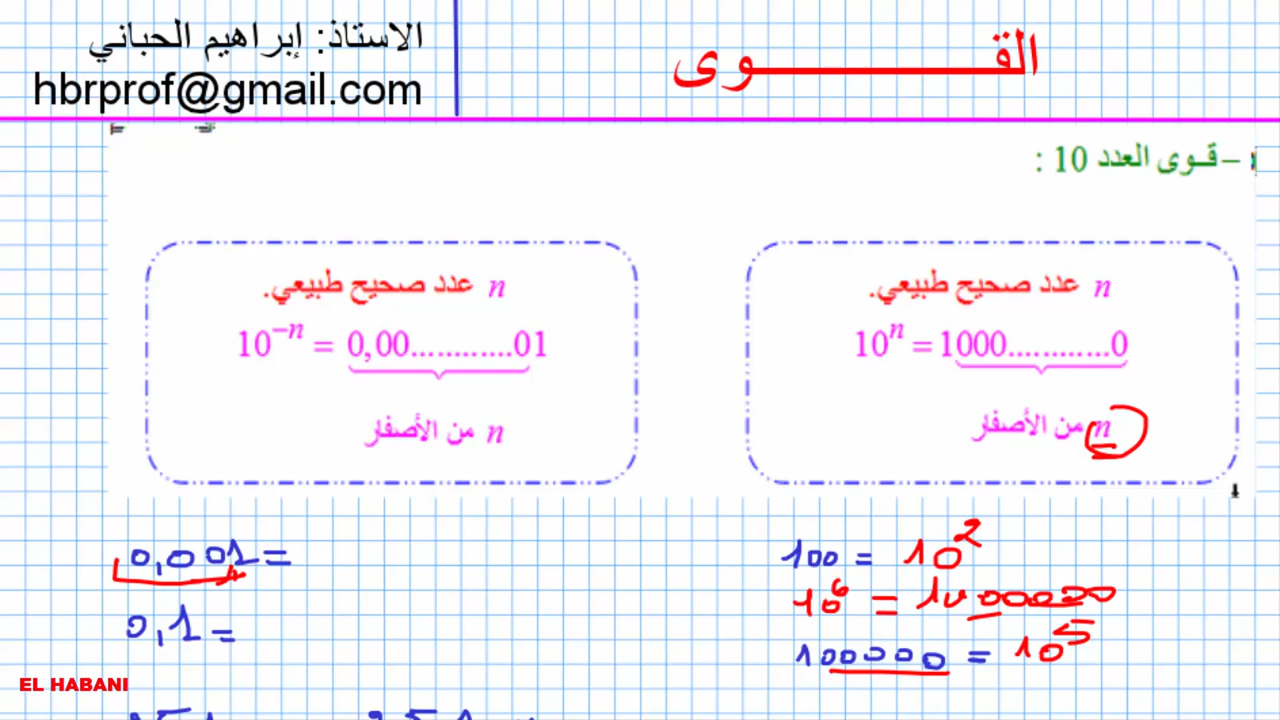 القــــــوى
الاستاذ: إبراهيم الحباني
hbrprof@gmail.com
– قـوى العدد 10 :
n عدد صحيح طبيعي.
10ⁿ = 1000............0
n من الأصفار
n عدد صحيح طبيعي.
10⁻ⁿ = 0,00............01
n من الأصفار
100 = 10²
10⁶ = 1000000
100000 = 10⁵
0,001 =
0,1 =
EL HABANI